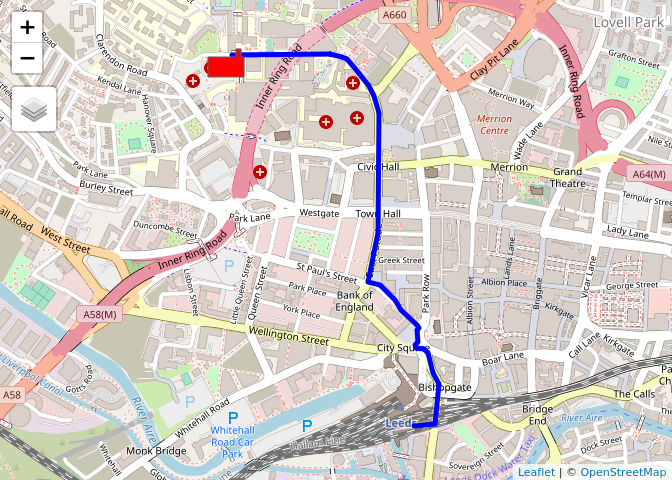 +
−
A660
Lovell Park
Clarendon Road
Inner Ring Road
Clay Pit Lane
Inner Ring Road
Grafton Street
Kendal Lane
Hanover Square
Merrion Way
Merrion
Centre
Wade Lane
Nile
Park Lane
Civic Hall
Merrion
Grand
Theatre
A64(M)
Burley Street
Templar Street
Park Lane
Westgate
Town Hall
Duncombe Street
Lady Lane
West Street
Inner Ring Road
Greek Street
Lands Lane
P
St Paul's Street
Lisbon Street
Little Queen Street
Queen Street
Park Place
Bank of
England
Park Row
Albion Street
Albion Place
Briggate
Vicar Lane
George Street
A58(M)
York Place
Kirkgate
Wellington Street
City Square
Boar Lane
Call Lane
Kirkgate
Liverpool Canal
Gotts Road
Bishopgate
A58
River Aire
Whitehall Road
P
P
Leeds
Bridge
End
The Calls
River Aire
Whitehall
Road Car
Park
Hallam Line
Monk Bridge
Whitehall
Dock Street
Sovereign Street
Leeds Dock Water Taxi
Leaflet | © OpenStreetMap